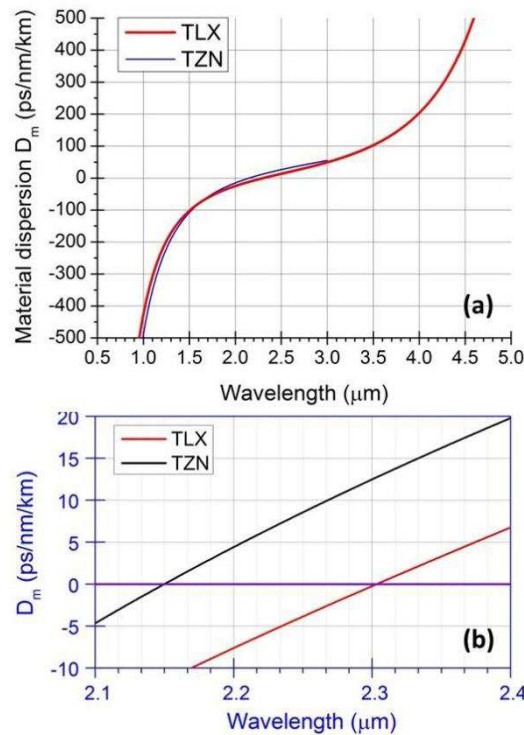 500
400
300
200
100
0
-100
-200
-300
-400
-500
Material dispersion Dₘ (ps/nm/km)
TLX
TZN
(a)
0.5 1.0 1.5 2.0 2.5 3.0 3.5 4.0 4.5 5.0
Wavelength (μm)
20
15
10
5
0
-5
-10
Dₘ (ps/nm/km)
TLX
TZN
(b)
2.1 2.2 2.3 2.4
Wavelength (μm)